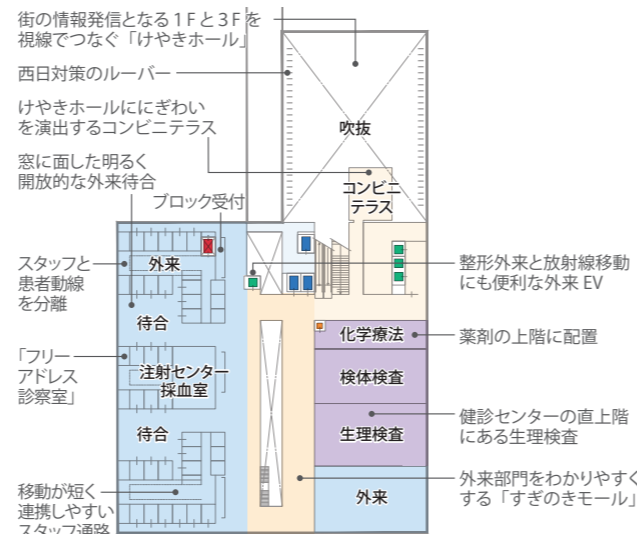 街の情報発信となる1Fと3Fを
視線でつなぐ「けやきホール」
西日対策のルーバー
けやきホールににぎわい
を演出するコンビニテラス
窓に面した明るく
開放的な外来待合
ブロック受付
スタッフと
患者動線
を分離
「フリー
アドレス
診察室」
移動が短く
連携しやすい
スタッフ通路
吹抜
コンビニ
テラス
外来
待合
注射センター
採血室
待合
化学療法
検体検査
生理検査
外来
整形外来と放射線移動
にも便利な外来 EV
薬剤の上階に配置
健診センターの直上階
にある生理検査
外来部門をわかりやすく
する「すぎのきモール」